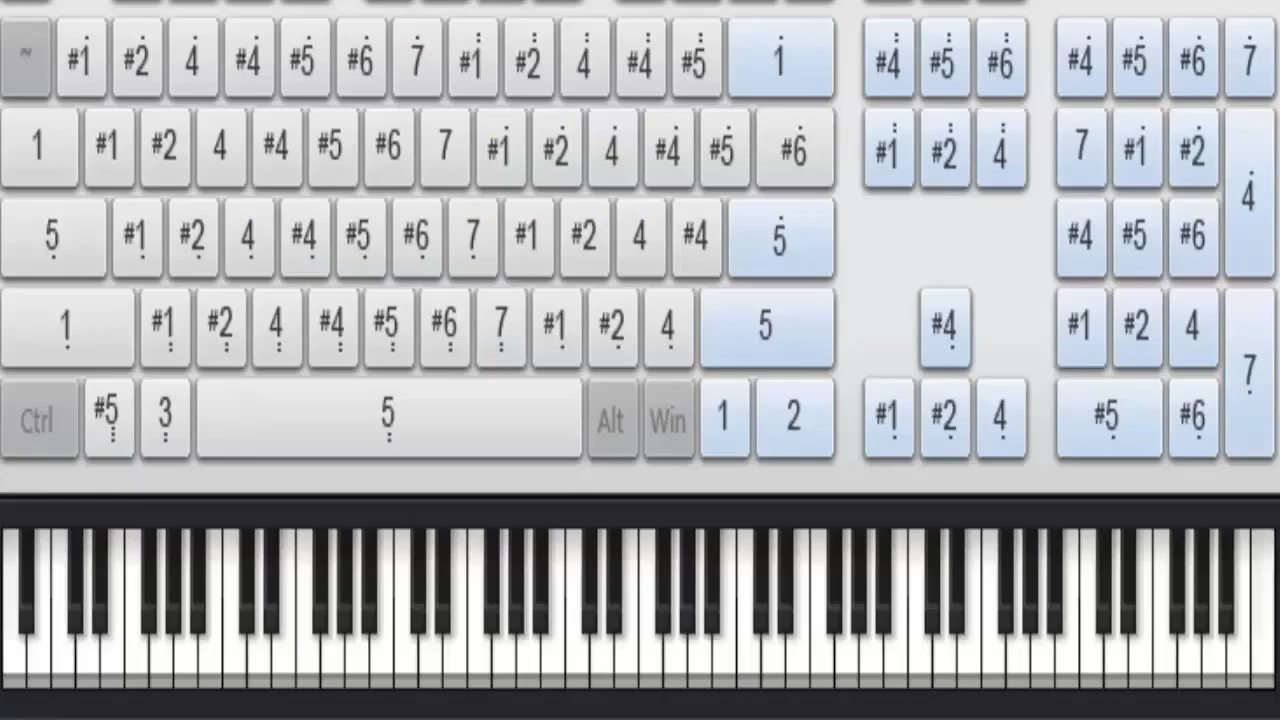 ~ #1̇ #2̇ 4̇ #4̇ #5̇ #6̇ 7̇ #1̈ #2̈ 4̈ #4̈ #5̈ 1̇ #4̈ #5̈ #6̈ #4̇ #5̇ #6̇ 7̇
1 #1 #2 4 #4 #5 #6 7 #1̇ #2̇ 4̇ #4̇ #5̇ #6̇ #1̈ #2̈ 4̈ 7 #1̇ #2̇ 4̇
5̣ #1̣ #2̣ 4̣ #4̣ #5̣ #6̣ 7̣ #1 #2 4 #4 5̇ #4 #5 #6
1̣ #1̤ #2̤ 4̤ #4̤ #5̤ #6̤ 7̤ #1̣ #2̣ 4̣ 5 #4̣ #1 #2 4 7̣
Ctrl #5̤ 3̤ 5̤ Alt Win 1 2 #1̣ #2̣ 4̣ #5̣ #6̣